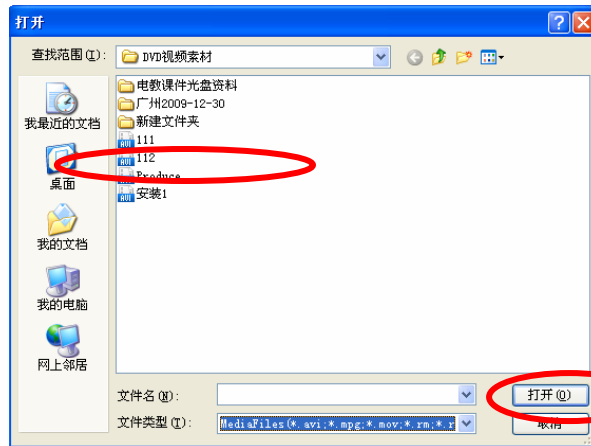 打开
查找范围(I):
DVD视频素材
我最近的文档
桌面
我的文档
我的电脑
网上邻居
电教课件光盘资料
广州2009-12-30
新建文件夹
111
112
Produce
安装1
文件名(N):
打开(O)
文件类型(T):
MediaFiles(*.avi;*.mpg;*.mov;*.rm;*.r
取消